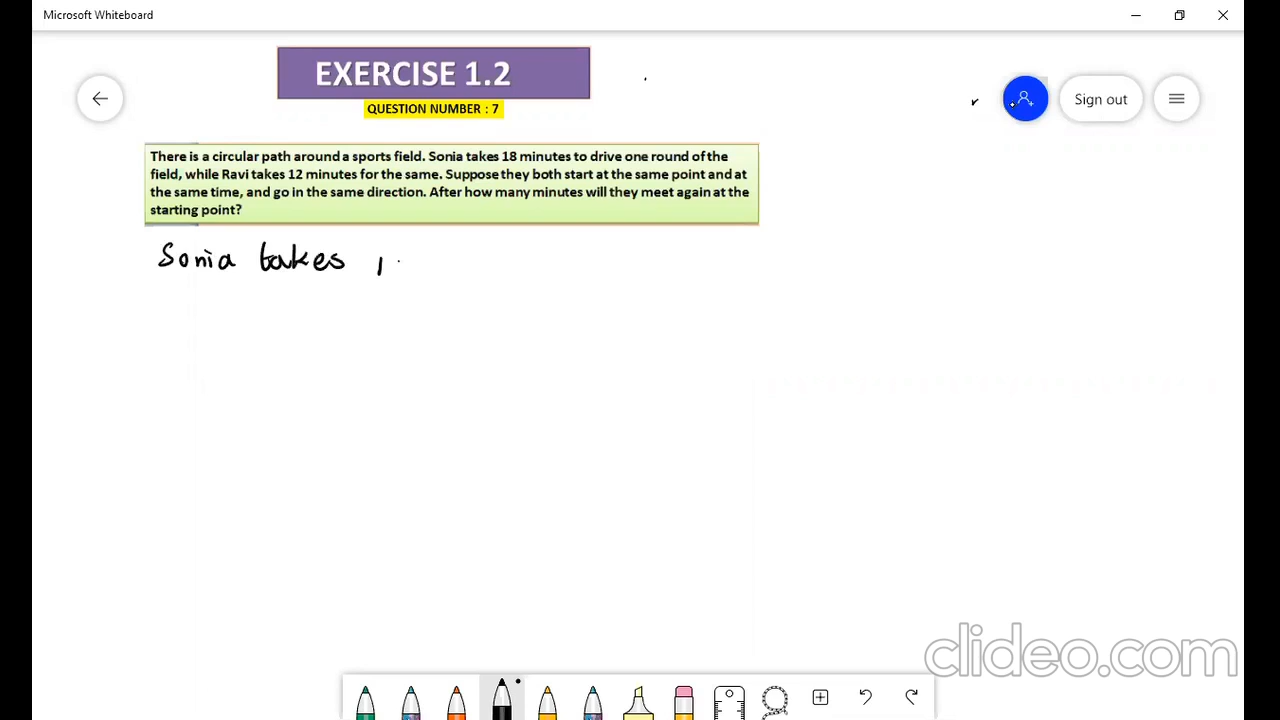 Microsoft Whiteboard
EXERCISE 1.2
QUESTION NUMBER : 7
Sign out
There is a circular path around a sports field. Sonia takes 18 minutes to drive one round of the
field, while Ravi takes 12 minutes for the same. Suppose they both start at the same point and at
the same time, and go in the same direction. After how many minutes will they meet again at the
starting point?
Sonia takes
clideo.com